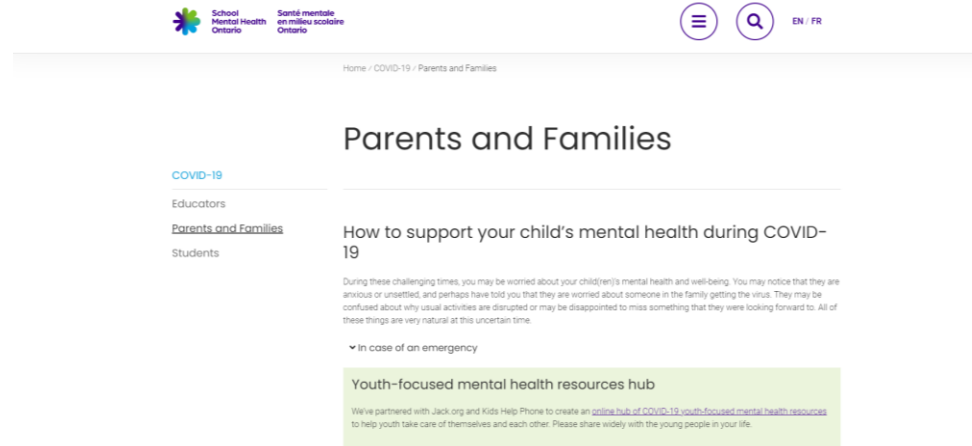 School
Mental Health
Ontario
Santé mentale
en milieu scolaire
Ontario
EN / FR
Home / COVID-19 / Parents and Families
Parents and Families
COVID-19
Educators
Parents and Families
Students
How to support your child's mental health during COVID-
19
During these challenging times, you may be worried about your child(ren)'s mental health and well-being. You may notice that they are
anxious or unsettled, and perhaps have told you that they are worried about someone in the family getting the virus. They may be
confused about why usual activities are disrupted or may be disappointed to miss something that they were looking forward to. All of
these things are very natural at this uncertain time.
In case of an emergency
Youth-focused mental health resources hub
We've partnered with Jack.org and Kids Help Phone to create an online hub of COVID-19 youth-focused mental health resources
to help youth take care of themselves and each other. Please share widely with the young people in your life.